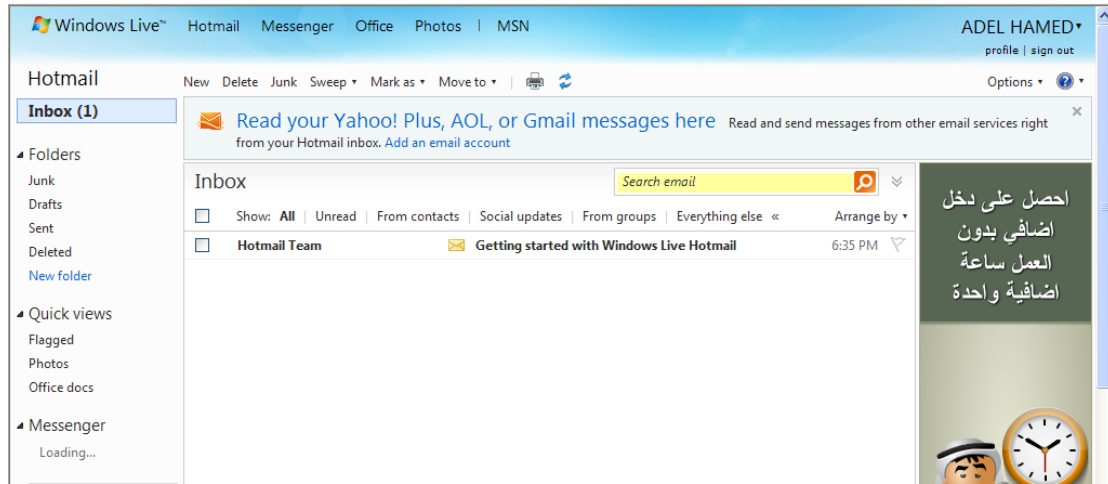 Windows Live™ Hotmail Messenger Office Photos | MSN ADEL HAMED
profile | sign out
Hotmail New Delete Junk Sweep Mark as Move to | Options
Inbox (1)
Read your Yahoo! Plus, AOL, or Gmail messages here Read and send messages from other email services right
from your Hotmail inbox. Add an email account
Folders
Junk
Drafts
Sent
Deleted
New folder
Quick views
Flagged
Photos
Office docs
Messenger
Loading...
Inbox Search email
Show: All | Unread | From contacts | Social updates | From groups | Everything else « Arrange by
Hotmail Team Getting started with Windows Live Hotmail 6:35 PM
احصل على دخل
اضافي بدون
العمل ساعة
اضافية واحدة